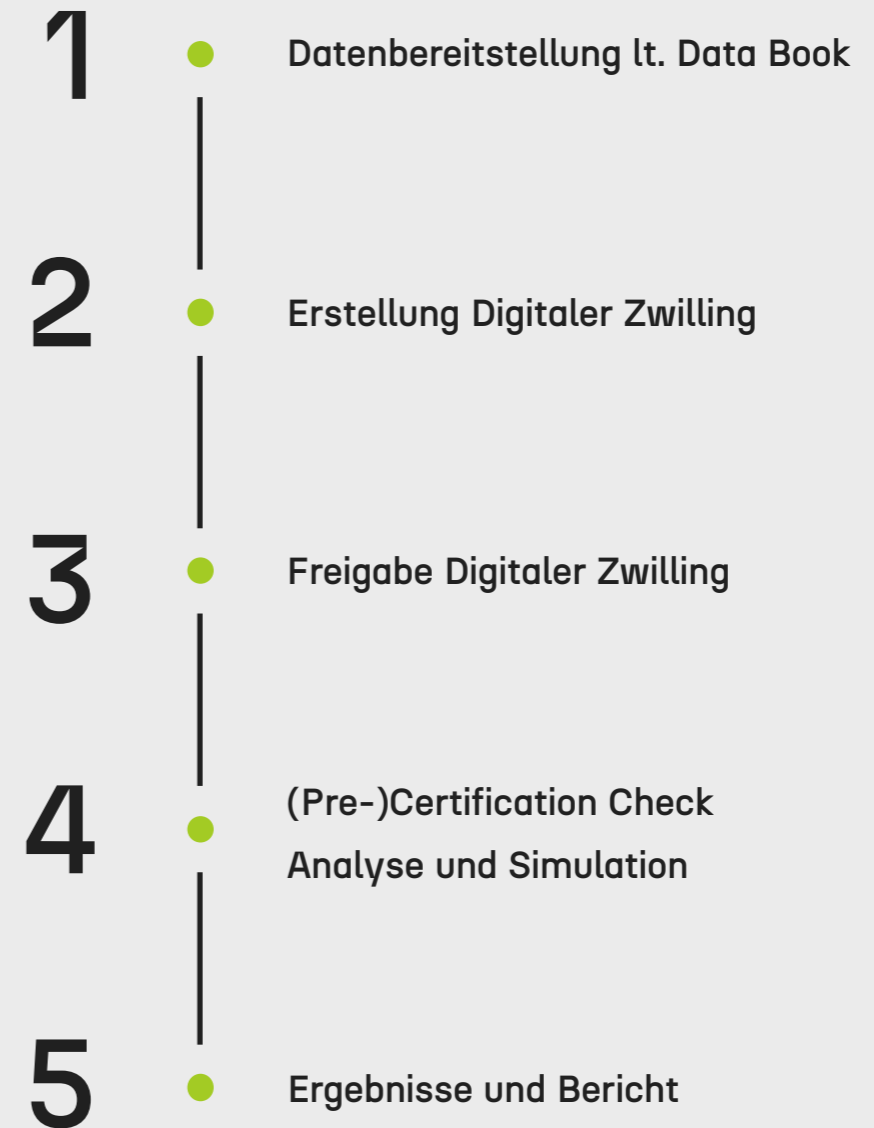 1
Datenbereitstellung lt. Data Book
2
Erstellung Digitaler Zwilling
3
Freigabe Digitaler Zwilling
4
(Pre-)Certification Check
Analyse und Simulation
5
Ergebnisse und Bericht